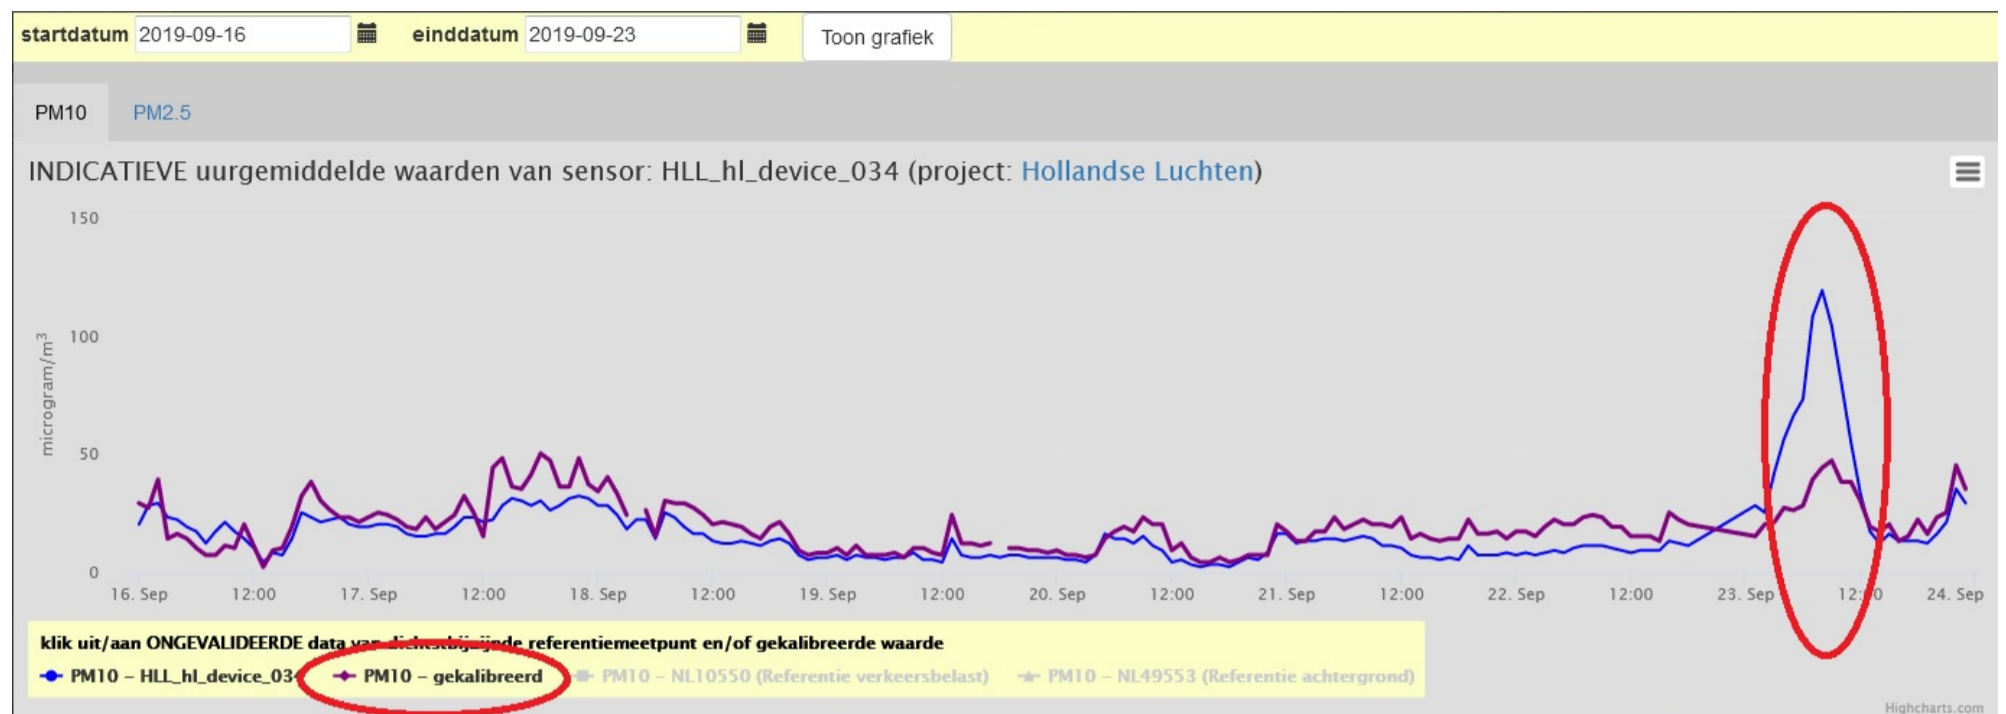 startdatum 2019-09-16 einddatum 2019-09-23 Toon grafiek
PM10 PM2.5
INDICATIEVE uurgemiddelde waarden van sensor: HLL_hl_device_034 (project: Hollandse Luchten)
150
100
50
0
microgram/m³
16. Sep 12:00 17. Sep 12:00 18. Sep 12:00 19. Sep 12:00 20. Sep 12:00 21. Sep 12:00 22. Sep 12:00 23. Sep 12:00 24. Sep
klik uit/aan ONGEVALIDEERDE data van dichtstbijzijnde referentiemeetpunt en/of gekalibreerde waarde
PM10 – HLL_hl_device_034 PM10 – gekalibreerd PM10 – NL10550 (Referentie verkeersbelast) PM10 – NL49553 (Referentie achtergrond)
Highcharts.com